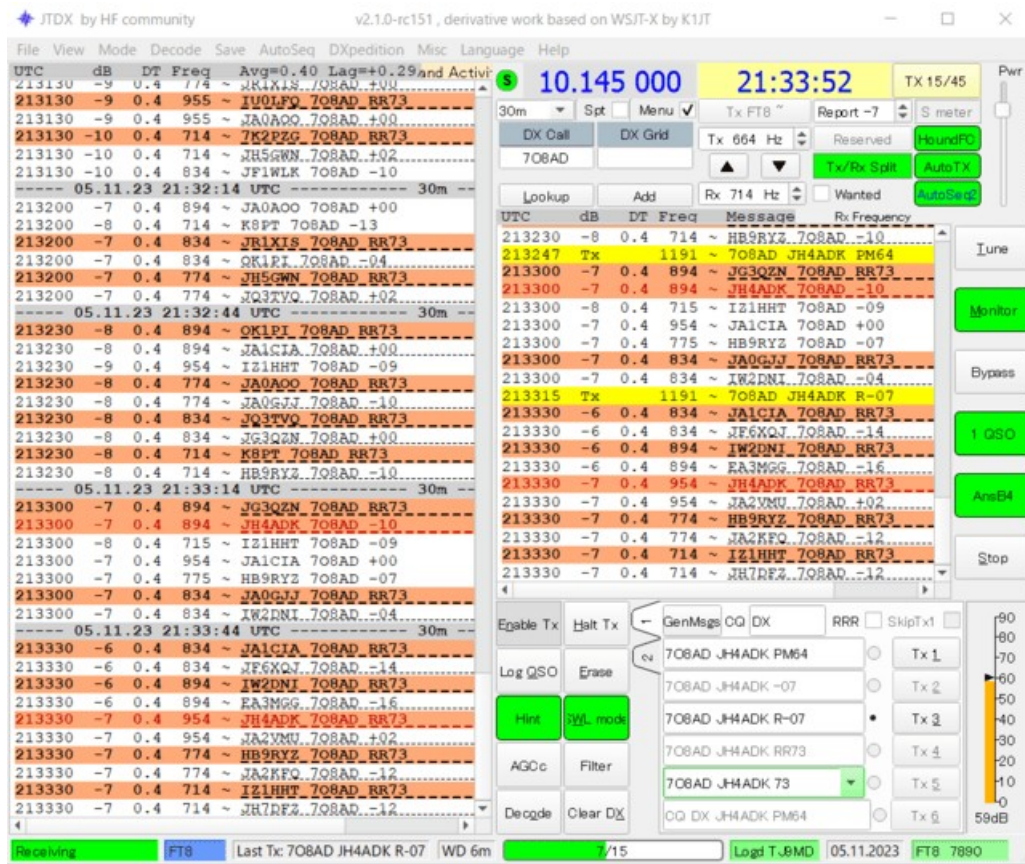 JTDX by HF community v2.1.0-rc151 , derivative work based on WSJT-X by K1JT
File View Mode Decode Save AutoSeq DXpedition Misc Language Help
UTC dB DT Freq Avg=0.40 Lag=+0.29
213130 -9 0.4 774 ~ JR1XIS 7O8AD +00
213130 -9 0.4 955 ~ IU0LFQ 7O8AD RR73
213130 -9 0.4 955 ~ JA0AOO 7O8AD +00
213130 -10 0.4 714 ~ 7K2PZG 7O8AD RR73
213130 -10 0.4 714 ~ JH5GWN 7O8AD +02
213130 -10 0.4 834 ~ JF1WLK 7O8AD -10
----- 05.11.23 21:32:14 UTC ------------ 30m --
213200 -7 0.4 894 ~ JA0AOO 7O8AD +00
213200 -8 0.4 714 ~ K8PT 7O8AD -13
213200 -7 0.4 834 ~ JR1XIS 7O8AD RR73
213200 -7 0.4 834 ~ OK1PI 7O8AD -04
213200 -7 0.4 774 ~ JH5GWN 7O8AD RR73
213200 -7 0.4 774 ~ JQ3TVQ 7O8AD +02
----- 05.11.23 21:32:44 UTC ------------ 30m --
213230 -8 0.4 894 ~ OK1PI 7O8AD RR73
213230 -8 0.4 894 ~ JA1CIA 7O8AD +00
213230 -9 0.4 954 ~ IZ1HHT 7O8AD -09
213230 -8 0.4 774 ~ JA0AOO 7O8AD RR73
213230 -8 0.4 774 ~ JA0GJJ 7O8AD -10
213230 -8 0.4 834 ~ JQ3TVQ 7O8AD RR73
213230 -8 0.4 834 ~ JG3QZN 7O8AD +00
213230 -8 0.4 714 ~ K8PT 7O8AD RR73
213230 -8 0.4 714 ~ HB9RYZ 7O8AD -10
----- 05.11.23 21:33:14 UTC ------------ 30m --
213300 -7 0.4 894 ~ JG3QZN 7O8AD RR73
213300 -7 0.4 894 ~ JH4ADK 7O8AD -10
213300 -8 0.4 715 ~ IZ1HHT 7O8AD -09
213300 -7 0.4 954 ~ JA1CIA 7O8AD +00
213300 -7 0.4 775 ~ HB9RYZ 7O8AD -07
213300 -7 0.4 834 ~ JA0GJJ 7O8AD RR73
213300 -7 0.4 834 ~ IW2DNI 7O8AD -04
----- 05.11.23 21:33:44 UTC ------------ 30m --
213330 -6 0.4 834 ~ JA1CIA 7O8AD RR73
213330 -6 0.4 834 ~ JF6XQJ 7O8AD -14
213330 -6 0.4 894 ~ IW2DNI 7O8AD RR73
213330 -6 0.4 894 ~ EA3MGG 7O8AD -16
213330 -7 0.4 954 ~ JH4ADK 7O8AD RR73
213330 -7 0.4 954 ~ JA2VMU 7O8AD +02
213330 -7 0.4 774 ~ HB9RYZ 7O8AD RR73
213330 -7 0.4 774 ~ JA2KFQ 7O8AD -12
213330 -7 0.4 714 ~ IZ1HHT 7O8AD RR73
213330 -7 0.4 714 ~ JH7DFZ 7O8AD -12
S 10.145 000 21:33:52 TX 15/45 Pwr
30m Spt Menu Tx FT8 ~ Report -7 S meter
DX Call DX Grid Tx 664 Hz Reserved HoundFC
7O8AD Tx/Rx Split AutoTX
Lookup Add Rx 714 Hz Wanted AutoSeq2
UTC dB DT Freq Message Rx Frequency
213230 -8 0.4 714 ~ HB9RYZ 7O8AD -10
213247 Tx 1191 ~ 7O8AD JH4ADK PM64
213300 -7 0.4 894 ~ JG3QZN 7O8AD RR73
213300 -7 0.4 894 ~ JH4ADK 7O8AD -10
213300 -8 0.4 715 ~ IZ1HHT 7O8AD -09
213300 -7 0.4 954 ~ JA1CIA 7O8AD +00
213300 -7 0.4 775 ~ HB9RYZ 7O8AD -07
213300 -7 0.4 834 ~ JA0GJJ 7O8AD RR73
213300 -7 0.4 834 ~ IW2DNI 7O8AD -04
213315 Tx 1191 ~ 7O8AD JH4ADK R-07
213330 -6 0.4 834 ~ JA1CIA 7O8AD RR73
213330 -6 0.4 834 ~ JF6XQJ 7O8AD -14
213330 -6 0.4 894 ~ IW2DNI 7O8AD RR73
213330 -6 0.4 894 ~ EA3MGG 7O8AD -16
213330 -7 0.4 954 ~ JH4ADK 7O8AD RR73
213330 -7 0.4 954 ~ JA2VMU 7O8AD +02
213330 -7 0.4 774 ~ HB9RYZ 7O8AD RR73
213330 -7 0.4 774 ~ JA2KFQ 7O8AD -12
213330 -7 0.4 714 ~ IZ1HHT 7O8AD RR73
213330 -7 0.4 714 ~ JH7DFZ 7O8AD -12
Tune
Monitor
Bypass
1 QSO
AnsB4
Stop
Enable Tx Halt Tx 1 GenMsgs CQ DX RRR SkipTx1
2 7O8AD JH4ADK PM64 Tx 1
Log QSO Erase 7O8AD JH4ADK -07 Tx 2
Hint SWL mode 7O8AD JH4ADK R-07 Tx 3
AGCc Filter 7O8AD JH4ADK RR73 Tx 4
7O8AD JH4ADK 73 Tx 5
Decode Clear DX CQ DX JH4ADK PM64 Tx 6
90
80
70
60
50
40
30
20
10
0
59dB
Receiving FT8 Last Tx: 7O8AD JH4ADK R-07 WD 6m 7/15 Logd TJ9MD 05.11.2023 FT8 7890